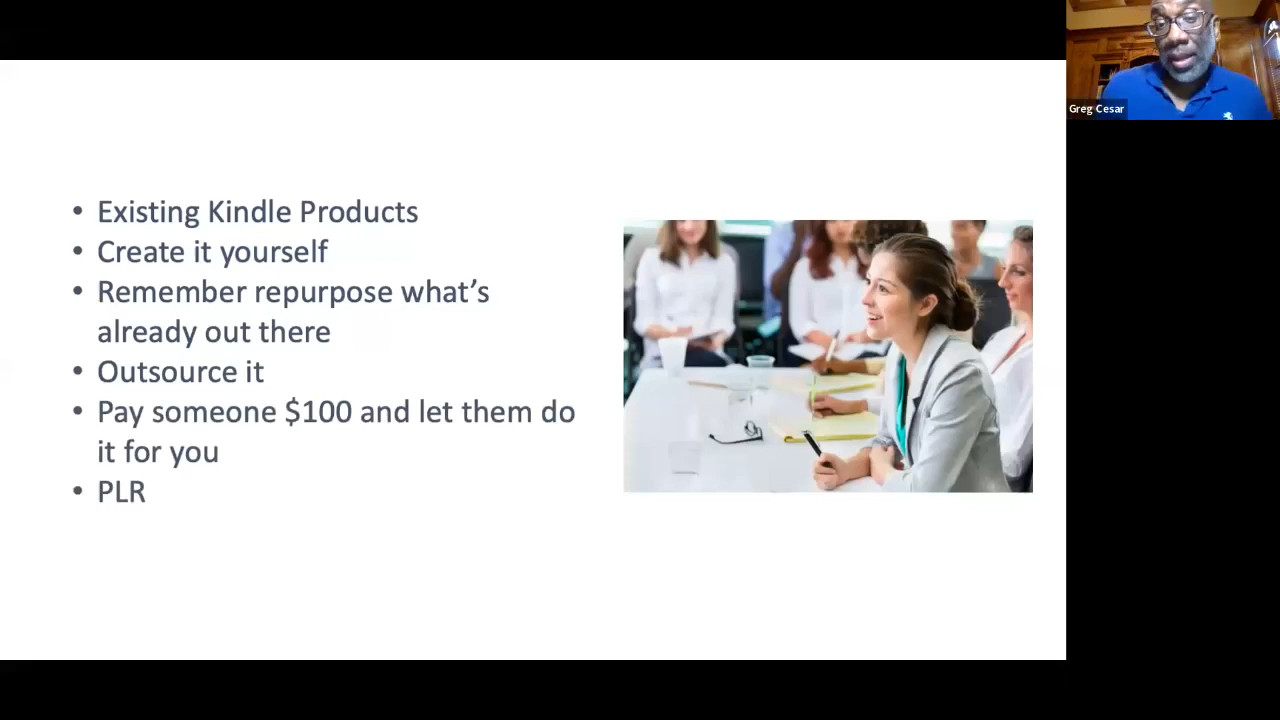 • Existing Kindle Products
• Create it yourself
• Remember repurpose what’s
already out there
• Outsource it
• Pay someone $100 and let them do
it for you
• PLR
Greg Cesar